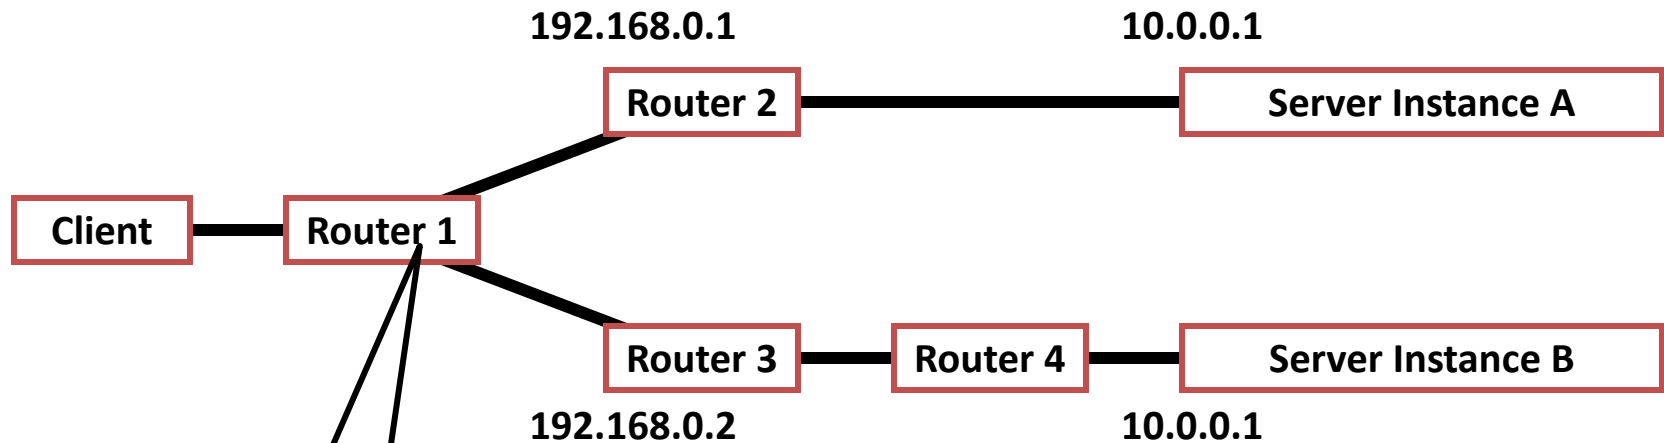 192.168.0.1
10.0.0.1
Router 2
Server Instance A
Client
Router 1
Router 3
Router 4
Server Instance B
192.168.0.2
10.0.0.1